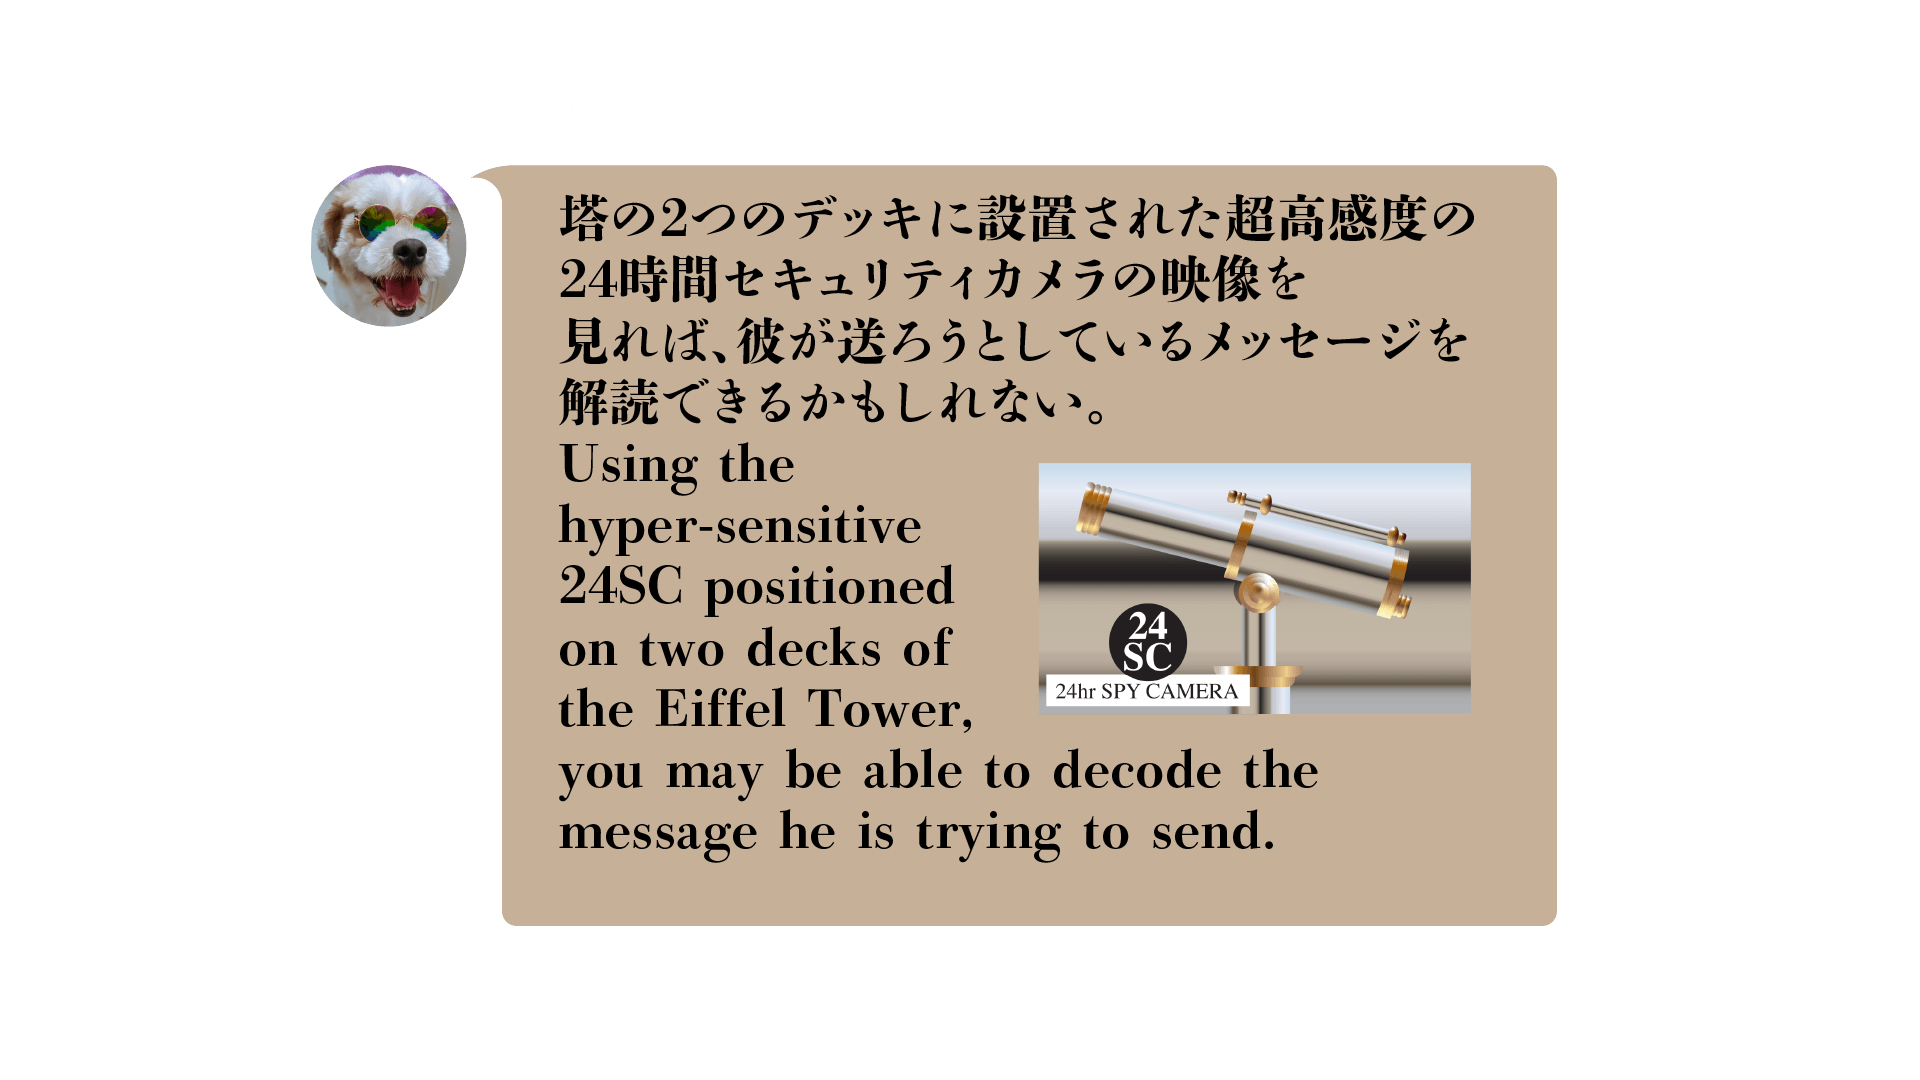 塔の2つのデッキに設置された超高感度の
24時間セキュリティカメラの映像を
見れば、彼が送ろうとしているメッセージを
解読できるかもしれない。
Using the
hyper-sensitive
24SC positioned
on two decks of
the Eiffel Tower,
you may be able to decode the
message he is trying to send.
24
SC
24hr SPY CAMERA